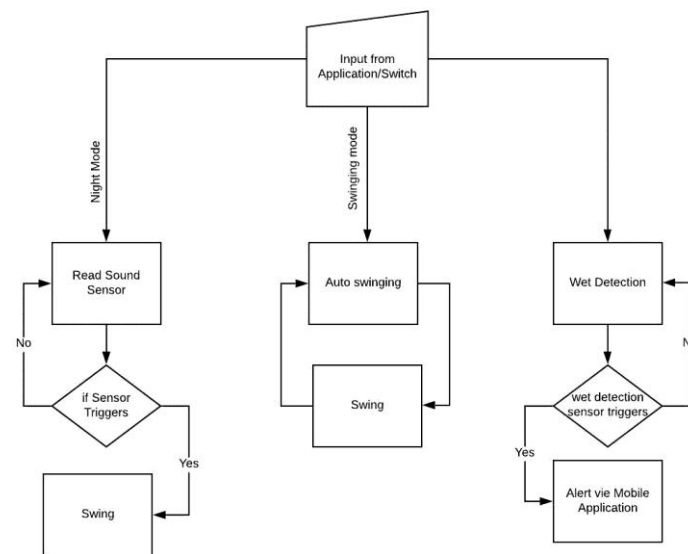 Input from
Application/Switch
Night Mode
Swinging mode
Read Sound
Sensor
Auto swinging
Wet Detection
No
if Sensor
Triggers
Swing
wet detection
sensor triggers
Yes
Yes
Swing
Alert vie Mobile
Application